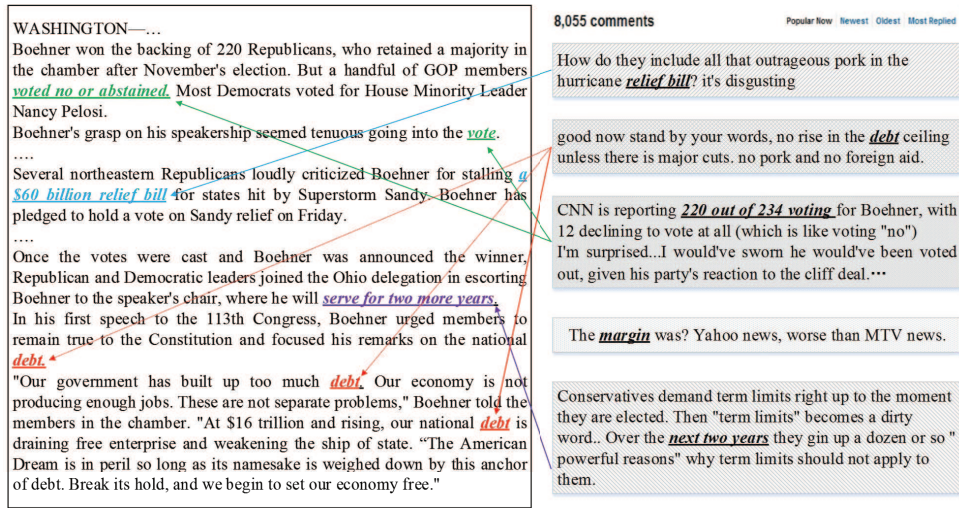 WASHINGTON—…
Boehner won the backing of 220 Republicans, who retained a majority in
the chamber after November's election. But a handful of GOP members
voted no or abstained. Most Democrats voted for House Minority Leader
Nancy Pelosi.
Boehner's grasp on his speakership seemed tenuous going into the vote.
….
Several northeastern Republicans loudly criticized Boehner for stalling a
$60 billion relief bill for states hit by Superstorm Sandy. Boehner has
pledged to hold a vote on Sandy relief on Friday.
….
Once the votes were cast and Boehner was announced the winner,
Republican and Democratic leaders joined the Ohio delegation in escorting
Boehner to the speaker's chair, where he will serve for two more years.
In his first speech to the 113th Congress, Boehner urged members to
remain true to the Constitution and focused his remarks on the national
debt.
"Our government has built up too much debt. Our economy is not
producing enough jobs. These are not separate problems," Boehner told the
members in the chamber. "At $16 trillion and rising, our national debt is
draining free enterprise and weakening the ship of state. “The American
Dream is in peril so long as its namesake is weighed down by this anchor
of debt. Break its hold, and we begin to set our economy free."
8,055 comments
Popular Now Newest Oldest Most Replied
How do they include all that outrageous pork in the
hurricane relief bill? it's disgusting
good now stand by your words, no rise in the debt ceiling
unless there is major cuts. no pork and no foreign aid.
CNN is reporting 220 out of 234 voting for Boehner, with
12 declining to vote at all (which is like voting "no")
I'm surprised...I would've sworn he would've been voted
out, given his party's reaction to the cliff deal.…
The margin was? Yahoo news, worse than MTV news.
Conservatives demand term limits right up to the moment
they are elected. Then "term limits" becomes a dirty
word.. Over the next two years they gin up a dozen or so "
powerful reasons" why term limits should not apply to
them.